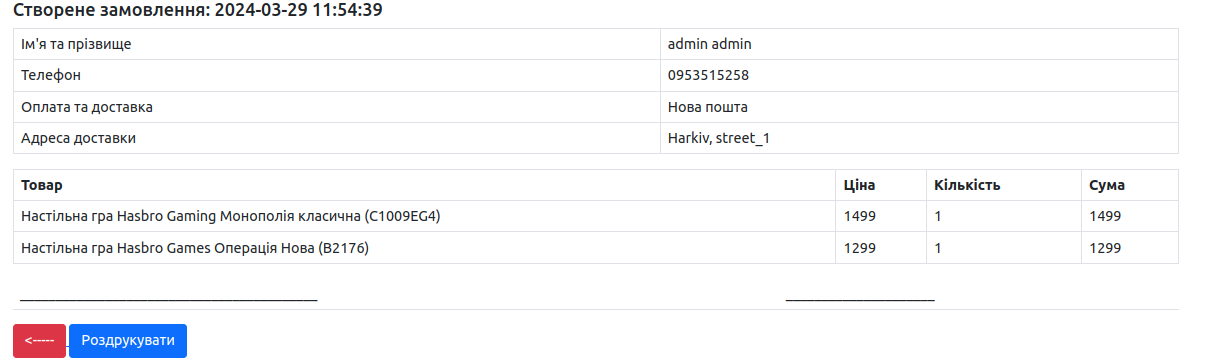 Створене замовлення: 2024-03-29 11:54:39
Ім'я та прізвище admin admin
Телефон 0953515258
Оплата та доставка Нова пошта
Адреса доставки Harkiv, street_1
Товар Ціна Кількість Сума
Настільна гра Hasbro Gaming Монополія класична (C1009EG4) 1499 1 1499
Настільна гра Hasbro Games Операція Нова (B2176) 1299 1 1299
________________________________________ _____________________
<----- Роздрукувати